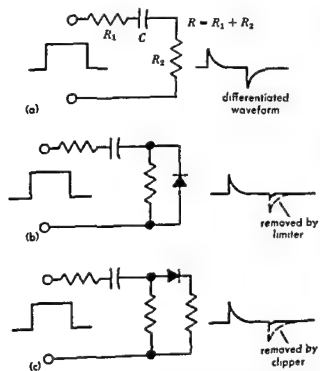 R₁ C R = R₁ + R₂
R₂
(a)
differentiated
waveform
(b)
removed by
limiter
(c)
removed by
clipper